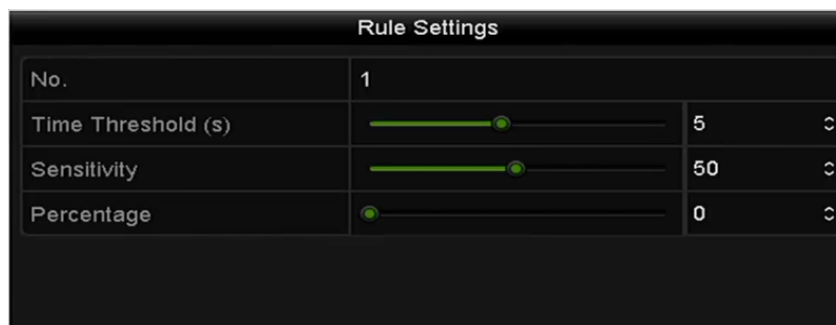 Rule Settings
No. 1
Time Threshold (s) 5
Sensitivity 50
Percentage 0